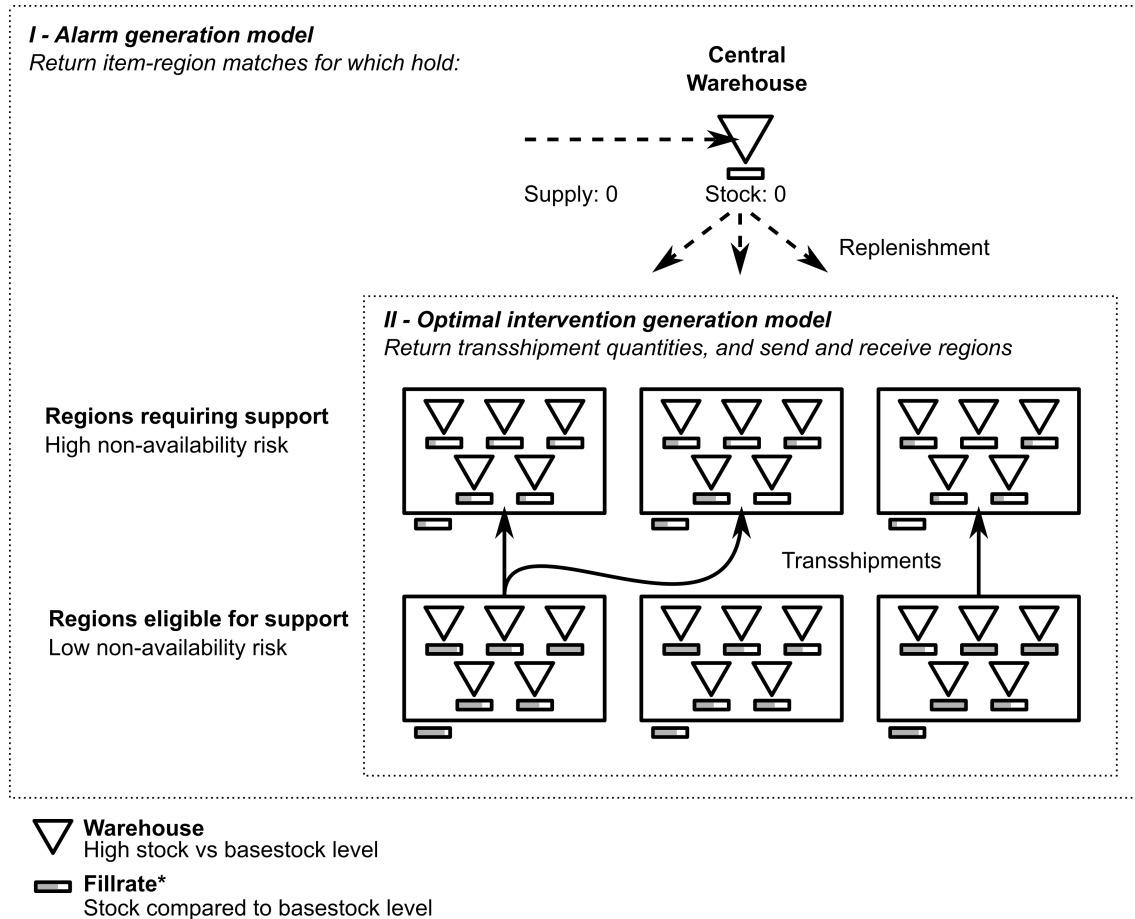 I - Alarm generation model
Return item-region matches for which hold:
Central
Warehouse
Supply: 0
Stock: 0
Replenishment
II - Optimal intervention generation model
Return transshipment quantities, and send and receive regions
Regions requiring support
High non-availability risk
Transshipments
Regions eligible for support
Low non-availability risk
Warehouse
High stock vs basestock level
Fillrate*
Stock compared to basestock level